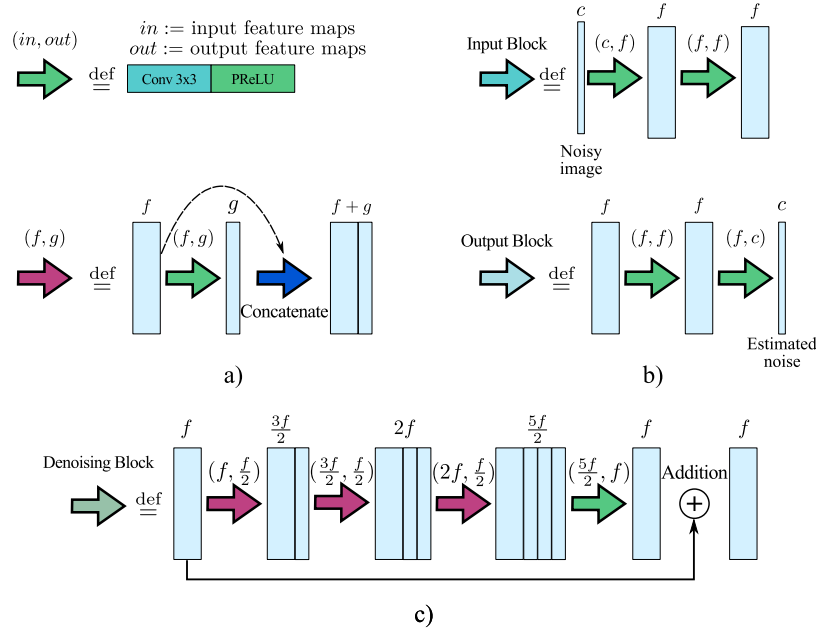 (in, out)
in := input feature maps
out := output feature maps
def
=
Conv 3x3 PReLU
Input Block
def
=
c
(c, f)
f
(f, f)
f
Noisy
image
(f, g)
def
=
f
(f, g)
g
Concatenate
f + g
a)
Output Block
def
=
f
(f, f)
f
(f, c)
c
Estimated
noise
b)
Denoising Block
def
=
f
(f, f/2)
3f/2
(3f/2, f/2)
2f
(2f, f/2)
5f/2
(5f/2, f)
f
Addition
+
f
c)